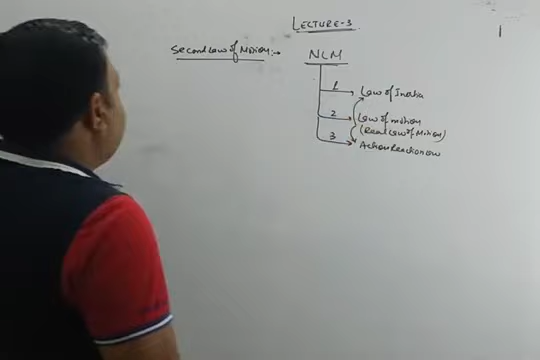 LECTURE-3
Second Law of Motion:→
NLM
1 Law of Inertia
2 Law of motion
(Real Law of Motion)
3 Action Reaction